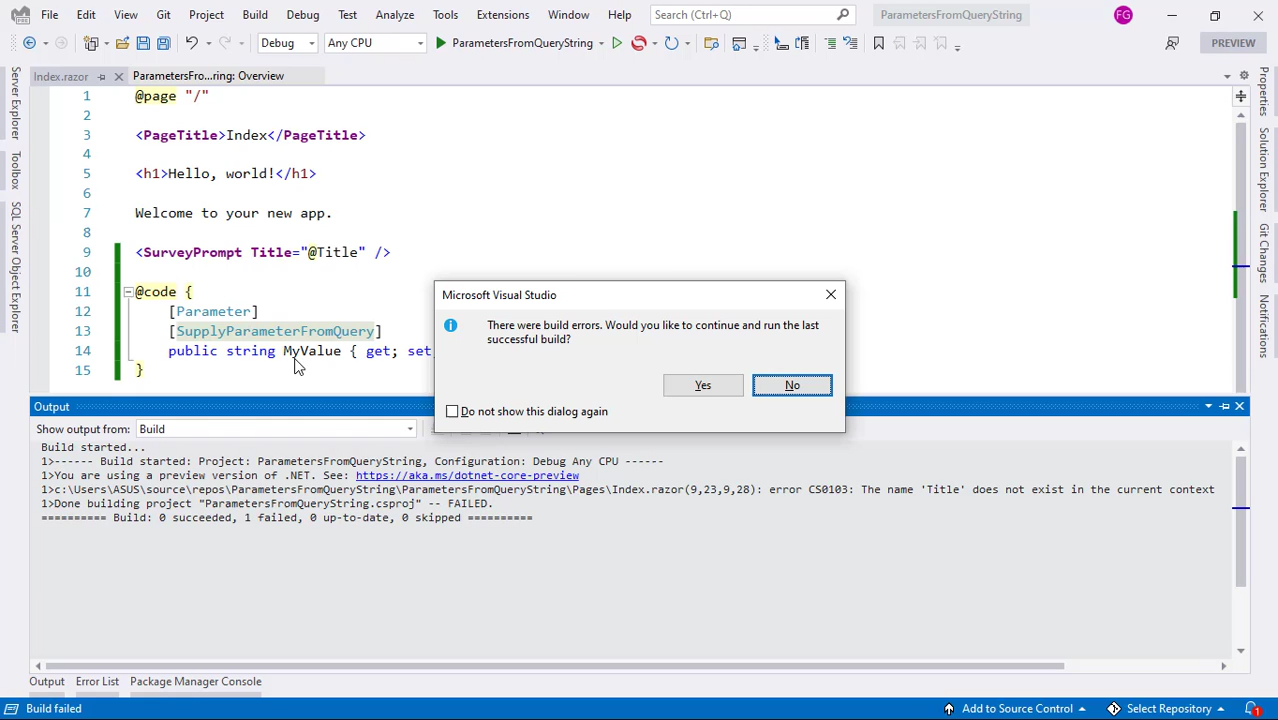 File Edit View Git Project Build Debug Test Analyze Tools Extensions Window Help Search (Ctrl+Q) ParametersFromQueryString FG
Debug Any CPU ParametersFromQueryString PREVIEW
Index.razor ParametersFro...ring: Overview
1 @page "/"
2
3 <PageTitle>Index</PageTitle>
4
5 <h1>Hello, world!</h1>
6
7 Welcome to your new app.
8
9 <SurveyPrompt Title="@Title" />
10
11 @code {
12 [Parameter]
13 [SupplyParameterFromQuery]
14 public string MyValue { get; set;
15 }
Server Explorer
Toolbox
SQL Server Object Explorer
Properties
Solution Explorer
Git Changes
Notifications
Microsoft Visual Studio
There were build errors. Would you like to continue and run the last
successful build?
Yes No
Do not show this dialog again
Output
Show output from: Build
Build started...
1>------ Build started: Project: ParametersFromQueryString, Configuration: Debug Any CPU ------
1>You are using a preview version of .NET. See: https://aka.ms/dotnet-core-preview
1>c:\Users\ASUS\source\repos\ParametersFromQueryString\ParametersFromQueryString\Pages\Index.razor(9,23,9,28): error CS0103: The name 'Title' does not exist in the current context
1>Done building project "ParametersFromQueryString.csproj" -- FAILED.
========== Build: 0 succeeded, 1 failed, 0 up-to-date, 0 skipped ==========
Output Error List Package Manager Console
Build failed Add to Source Control Select Repository 1